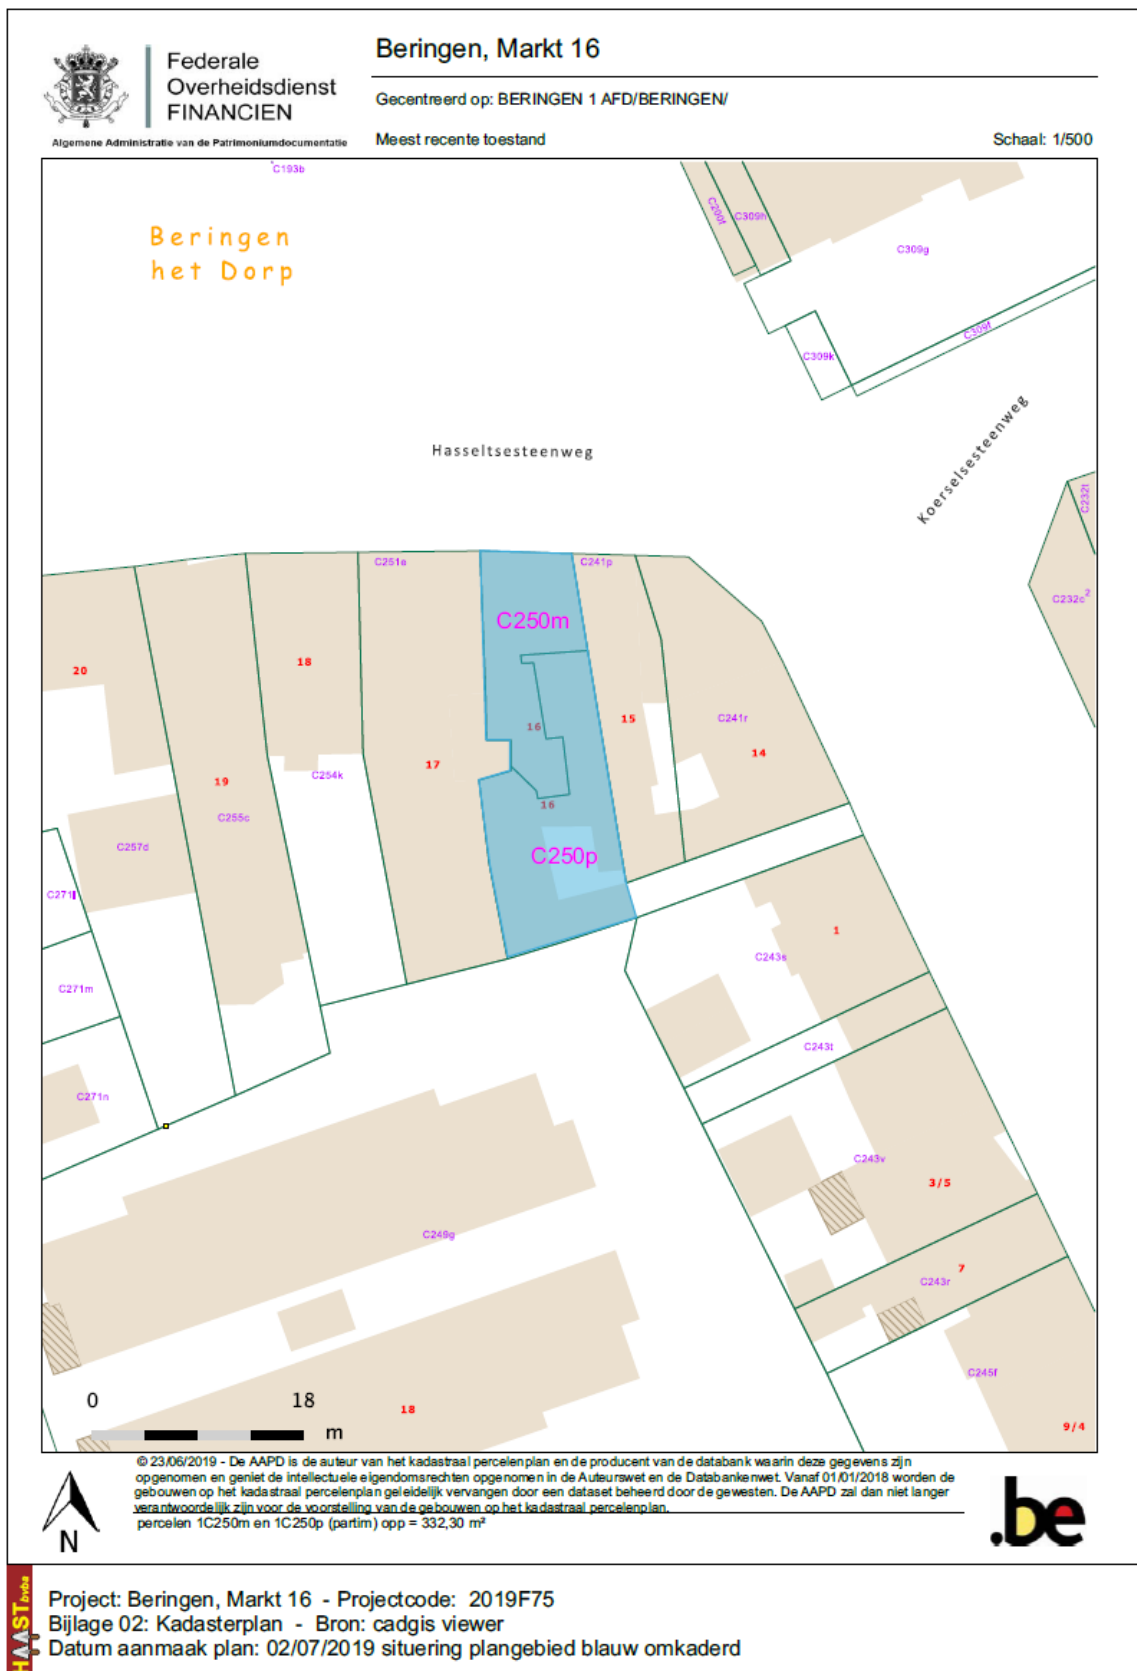 Federale
Overheidsdienst
FINANCIEN
Algemene Administratie van de Patrimoniumdocumentatie
Beringen, Markt 16
Gecentreerd op: BERINGEN 1 AFD/BERINGEN/
Meest recente toestand
Schaal: 1/500
C193b
Beringen
het Dorp
C200f
C309h
C309g
C309f
C309k
Hasseltsesteenweg
Koerselsesteenweg
C232l
C232c²
C251e
C241p
C250m
20
18
15
C241r
14
16
17
C254k
19
C255c
16
C257d
C250p
C271l
1
C243s
C271m
C243t
C271n
C243v
3/5
C249g
7
C243r
C245f
18
9/4
0 18
m
© 23/06/2019 - De AAPD is de auteur van het kadastraal percelenplan en de producent van de databank waarin deze gegevens zijn
opgenomen en geniet de intellectuele eigendomsrechten opgenomen in de Auteurswet en de Databankenwet. Vanaf 01/01/2018 worden de
gebouwen op het kadastraal percelenplan geleidelijk vervangen door een dataset beheerd door de gewesten. De AAPD zal dan niet langer
verantwoordelijk zijn voor de voorstelling van de gebouwen op het kadastraal percelenplan.
percelen 1C250m en 1C250p (partim) opp = 332,30 m²
N
.be
HAAST bvba
Project: Beringen, Markt 16 - Projectcode: 2019F75
Bijlage 02: Kadasterplan - Bron: cadgis viewer
Datum aanmaak plan: 02/07/2019 situering plangebied blauw omkaderd